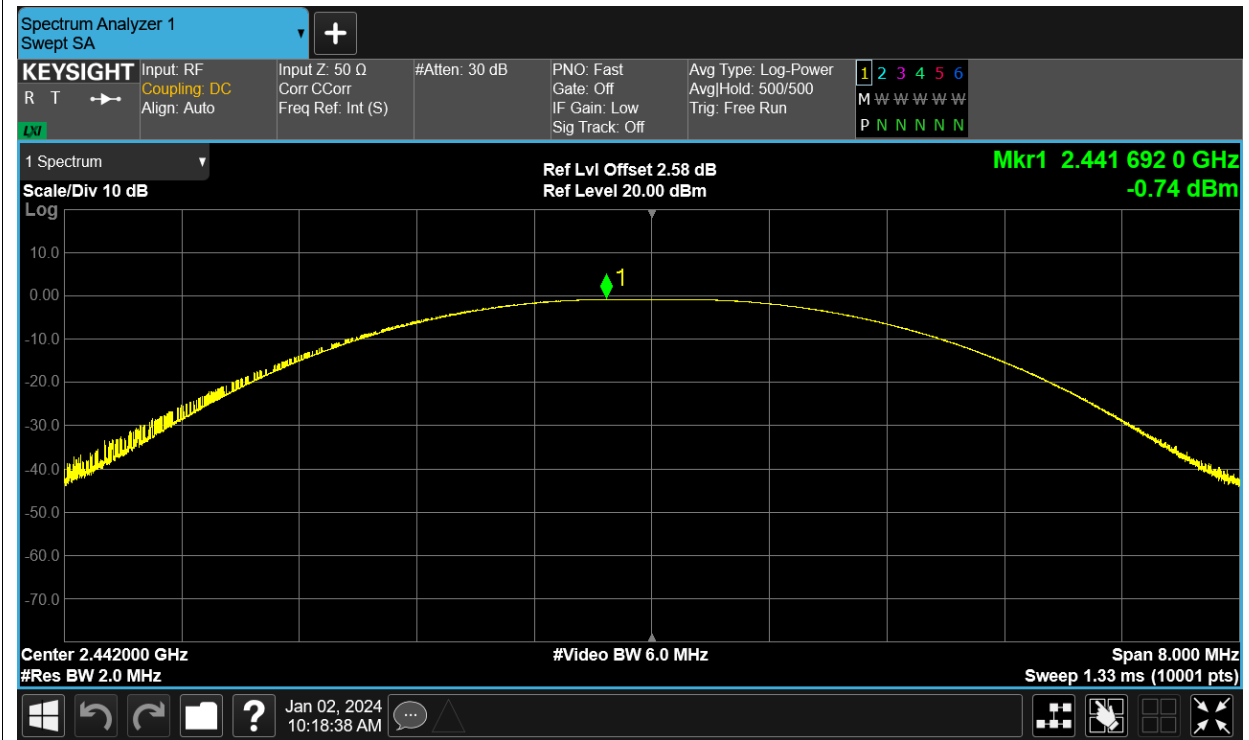 Spectrum Analyzer 1
Swept SA
▼
+
KEYSIGHT
R T
LXI
Input: RF
Coupling: DC
Align: Auto
Input Z: 50 Ω
Corr CCorr
Freq Ref: Int (S)
#Atten: 30 dB
PNO: Fast
Gate: Off
IF Gain: Low
Sig Track: Off
Avg Type: Log-Power
Avg|Hold: 500/500
Trig: Free Run
1 2 3 4 5 6
M W W W W W
P N N N N N
1 Spectrum ▼
Scale/Div 10 dB
Ref Lvl Offset 2.58 dB
Ref Level 20.00 dBm
Mkr1 2.441 692 0 GHz
-0.74 dBm
Log
10.0
0.00
-10.0
-20.0
-30.0
-40.0
-50.0
-60.0
-70.0
1
Center 2.442000 GHz
#Res BW 2.0 MHz
#Video BW 6.0 MHz
Span 8.000 MHz
Sweep 1.33 ms (10001 pts)
?
Jan 02, 2024
10:18:38 AM